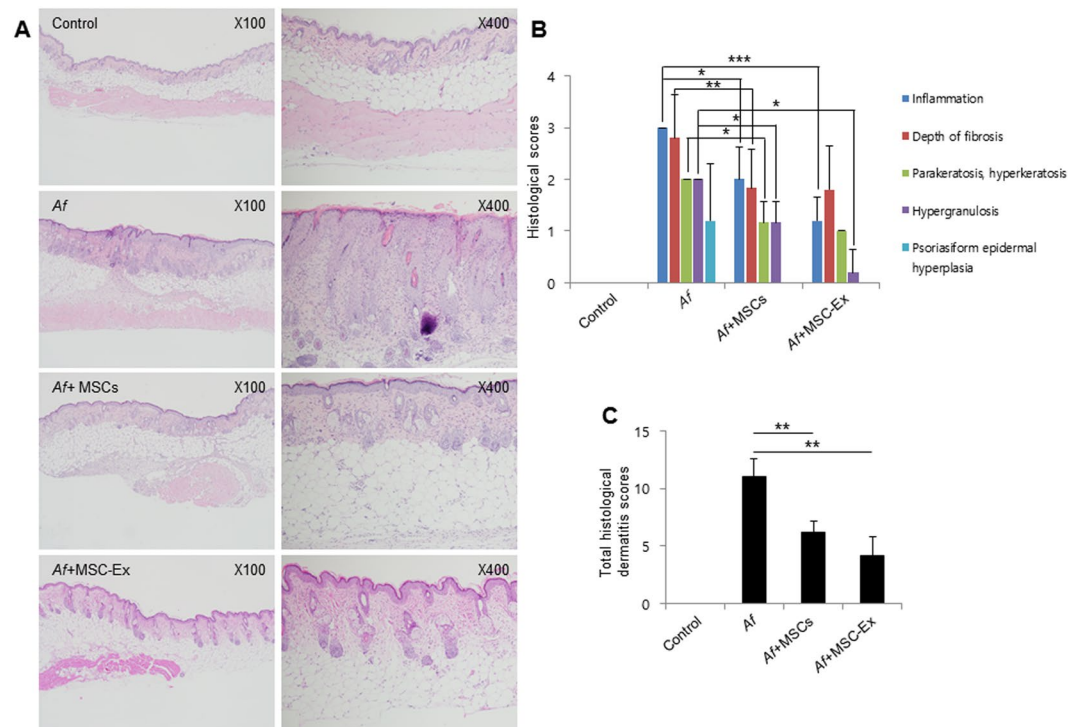 A
Control X100
X400
Af X100
X400
Af+ MSCs X100
X400
Af+MSC-Ex X100
X400
B
Histological scores
4
3
2
1
0
***
*
**
*
*
*
Control
Af
Af+MSCs
Af+MSC-Ex
Inflammation
Depth of fibrosis
Parakeratosis, hyperkeratosis
Hypergranulosis
Psoriasiform epidermal
hyperplasia
C
Total histological
dermatitis scores
15
10
5
0
**
**
Control
Af
Af+MSCs
Af+MSC-Ex